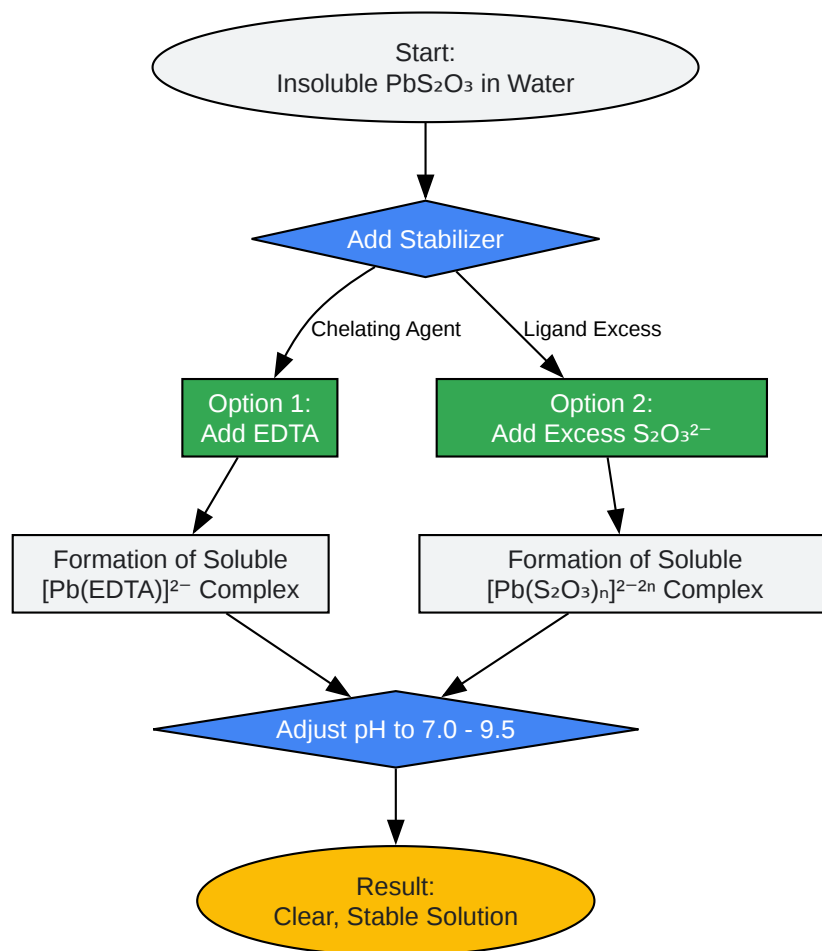 Start:
Insoluble PbS₂O₃ in Water
Add Stabilizer
Chelating Agent
Ligand Excess
Option 1:
Add EDTA
Option 2:
Add Excess S₂O₃²⁻
Formation of Soluble
[Pb(EDTA)]²⁻ Complex
Formation of Soluble
[Pb(S₂O₃)ₙ]²⁻²ⁿ Complex
Adjust pH to 7.0 - 9.5
Result:
Clear, Stable Solution